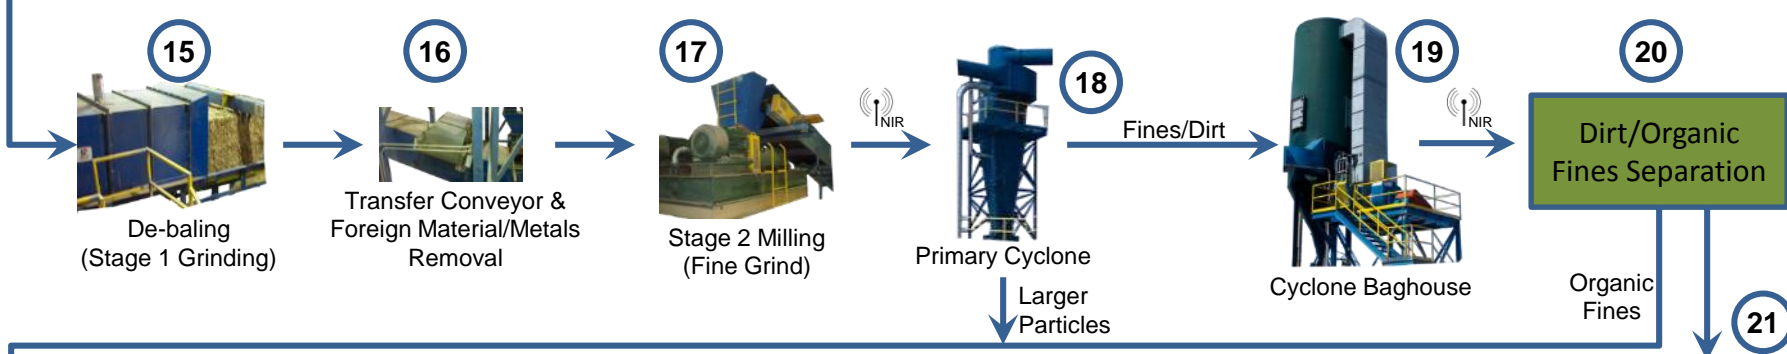 15
16
17
18
19
20
NIR
NIR
Fines/Dirt
Dirt/Organic
Fines Separation
De-baling
(Stage 1 Grinding)
Transfer Conveyor &
Foreign Material/Metals
Removal
Stage 2 Milling
(Fine Grind)
Primary Cyclone
Cyclone Baghouse
Larger
Particles
Organic
Fines
21